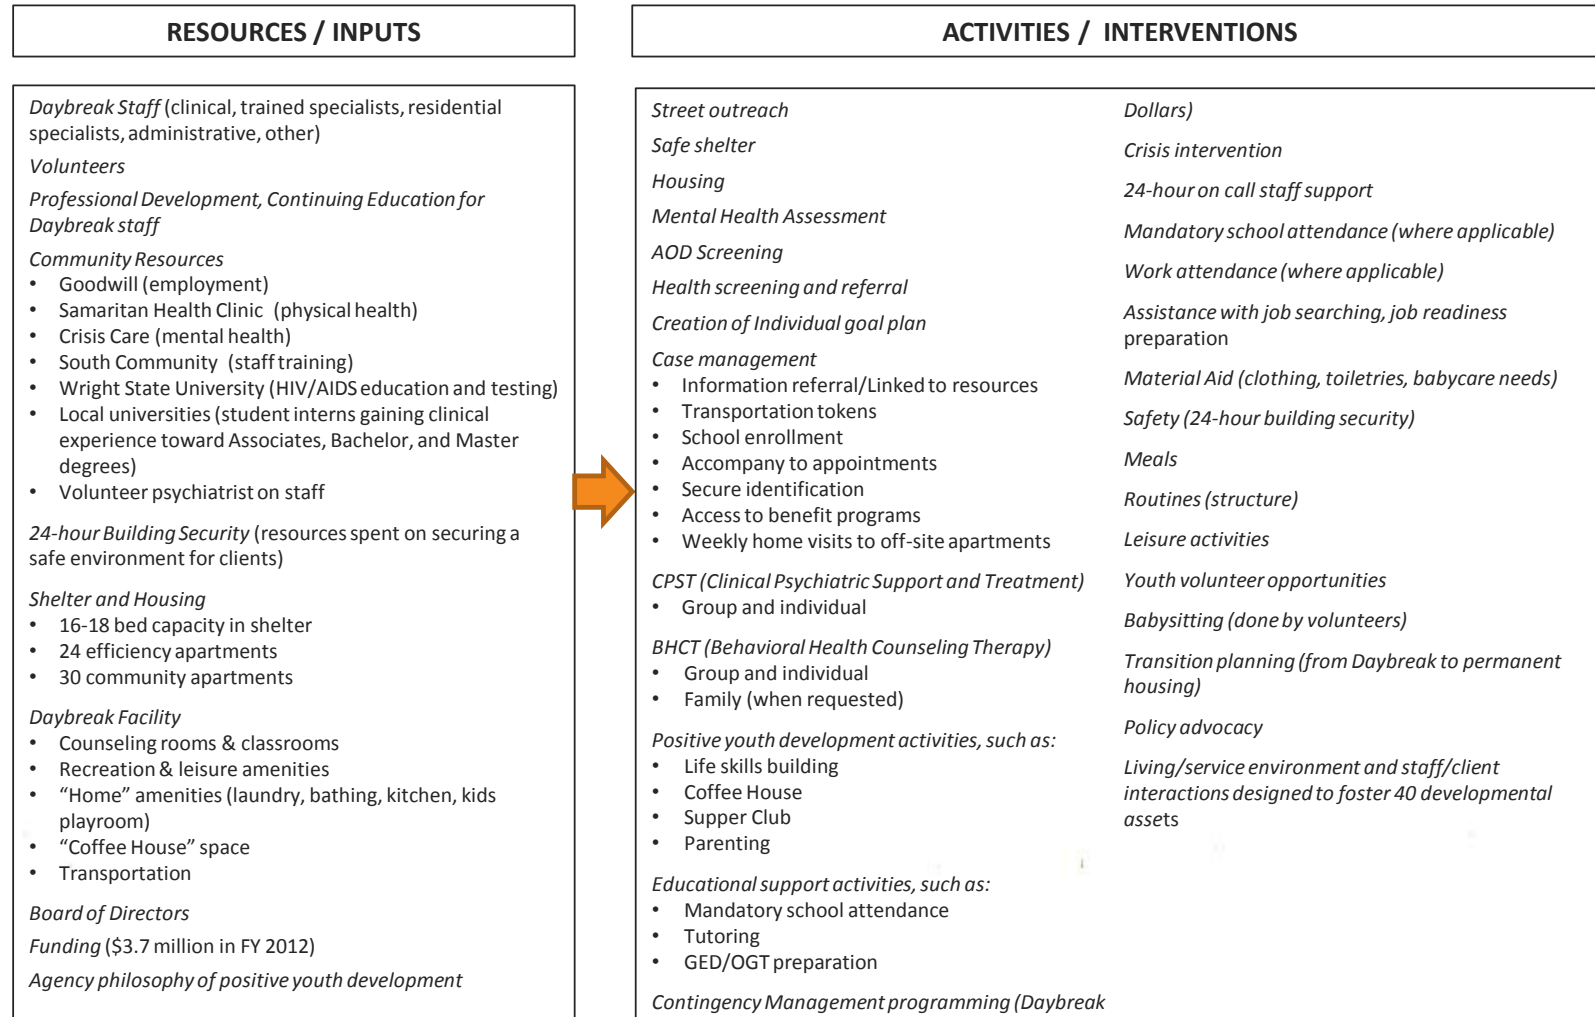 RESOURCES / INPUTS
Daybreak Staff (clinical, trained specialists, residential
specialists, administrative, other)
Volunteers
Professional Development, Continuing Education for
Daybreak staff
Community Resources
• Goodwill (employment)
• Samaritan Health Clinic (physical health)
• Crisis Care (mental health)
• South Community (staff training)
• Wright State University (HIV/AIDS education and testing)
• Local universities (student interns gaining clinical
experience toward Associates, Bachelor, and Master
degrees)
• Volunteer psychiatrist on staff
24-hour Building Security (resources spent on securing a
safe environment for clients)
Shelter and Housing
• 16-18 bed capacity in shelter
• 24 efficiency apartments
• 30 community apartments
Daybreak Facility
• Counseling rooms & classrooms
• Recreation & leisure amenities
• “Home” amenities (laundry, bathing, kitchen, kids
playroom)
• “Coffee House” space
• Transportation
Board of Directors
Funding ($3.7 million in FY 2012)
Agency philosophy of positive youth development
ACTIVITIES / INTERVENTIONS
Street outreach
Safe shelter
Housing
Mental Health Assessment
AOD Screening
Health screening and referral
Creation of Individual goal plan
Case management
• Information referral/Linked to resources
• Transportation tokens
• School enrollment
• Accompany to appointments
• Secure identification
• Access to benefit programs
• Weekly home visits to off-site apartments
CPST (Clinical Psychiatric Support and Treatment)
• Group and individual
BHCT (Behavioral Health Counseling Therapy)
• Group and individual
• Family (when requested)
Positive youth development activities, such as:
• Life skills building
• Coffee House
• Supper Club
• Parenting
Educational support activities, such as:
• Mandatory school attendance
• Tutoring
• GED/OGT preparation
Contingency Management programming (Daybreak
Dollars)
Crisis intervention
24-hour on call staff support
Mandatory school attendance (where applicable)
Work attendance (where applicable)
Assistance with job searching, job readiness
preparation
Material Aid (clothing, toiletries, babycare needs)
Safety (24-hour building security)
Meals
Routines (structure)
Leisure activities
Youth volunteer opportunities
Babysitting (done by volunteers)
Transition planning (from Daybreak to permanent
housing)
Policy advocacy
Living/service environment and staff/client
interactions designed to foster 40 developmental
assets